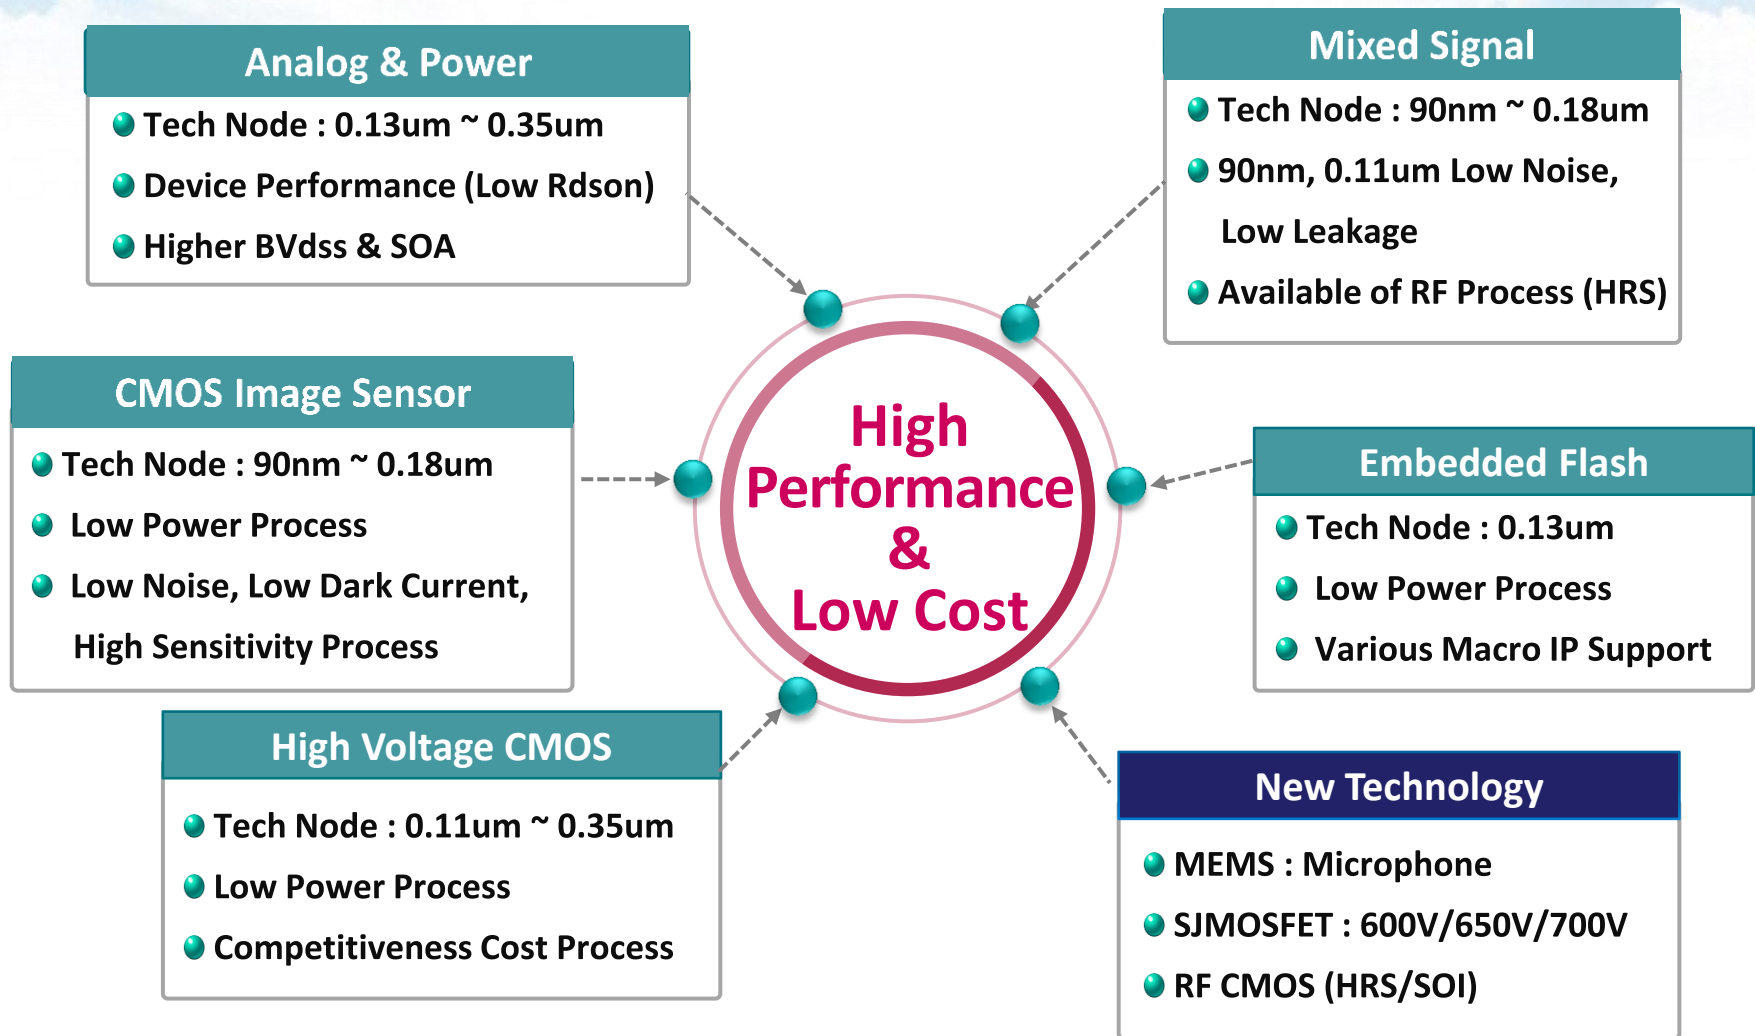 Analog & Power
Tech Node : 0.13um ~ 0.35um
Device Performance (Low Rdson)
Higher BVdss & SOA
Mixed Signal
Tech Node : 90nm ~ 0.18um
90nm, 0.11um Low Noise,
Low Leakage
Available of RF Process (HRS)
CMOS Image Sensor
Tech Node : 90nm ~ 0.18um
Low Power Process
Low Noise, Low Dark Current,
High Sensitivity Process
High
Performance
&
Low Cost
Embedded Flash
Tech Node : 0.13um
Low Power Process
Various Macro IP Support
High Voltage CMOS
Tech Node : 0.11um ~ 0.35um
Low Power Process
Competitiveness Cost Process
New Technology
MEMS : Microphone
SJMOSFET : 600V/650V/700V
RF CMOS (HRS/SOI)